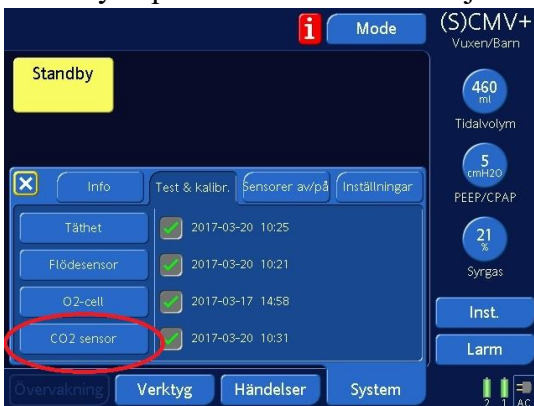 i Mode
(S)CMV+
Vuxen/Barn
Standby
460
ml
Tidalvolym
5
cmH2O
PEEP/CPAP
21
%
Syrgas
Inst.
Larm
X Info Test & kalibr. Sensorer av/på Inställningar
Täthet 2017-03-20 10:25
Flödesensor 2017-03-20 10:21
O2-cell 2017-03-17 14:58
CO2 sensor 2017-03-20 10:31
Övervakning Verktyg Händelser System
2 1 AC